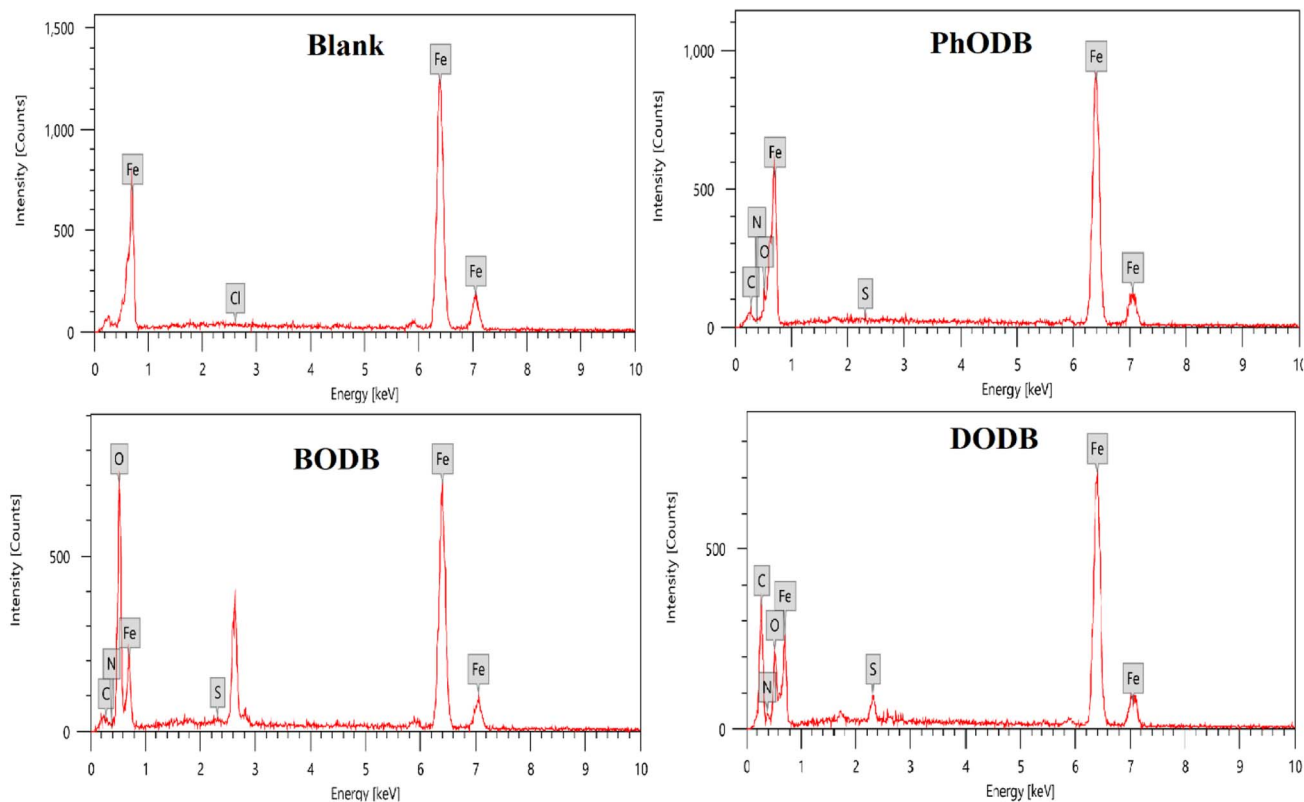 Blank
Intensity [Counts]
1,500
1,000
500
0
Fe
Cl
Fe
Fe
0 1 2 3 4 5 6 7 8 9 10
Energy [keV]
PhODB
Intensity [Counts]
1,000
500
0
C
N
O
Fe
S
Fe
Fe
0 1 2 3 4 5 6 7 8 9 10
Energy [keV]
BODB
Intensity [Counts]
500
0
C
N
O
Fe
S
Fe
Fe
0 1 2 3 4 5 6 7 8 9 10
Energy [keV]
DODB
Intensity [Counts]
500
0
C
N
O
Fe
S
Fe
Fe
0 1 2 3 4 5 6 7 8 9 10
Energy [keV]